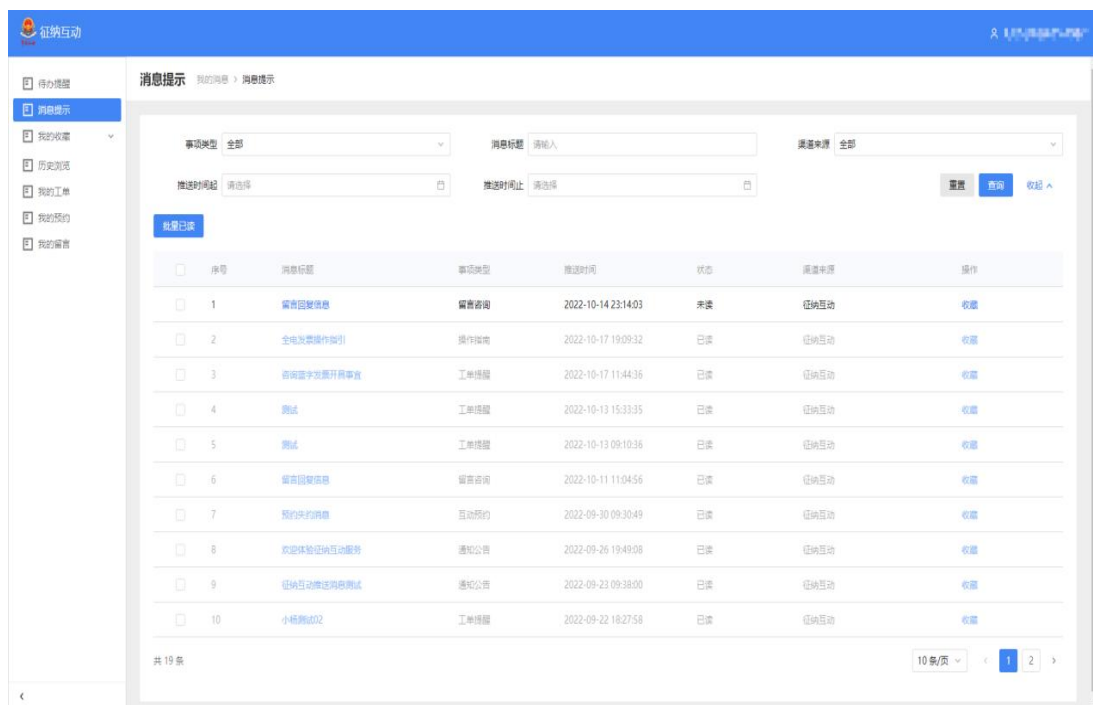 征纳互动
待办提醒
消息提示
我的收藏
历史浏览
我的工单
我的预约
我的留言
消息提示 我的消息 > 消息提示
事项类型 全部 消息标题 请输入 渠道来源 全部
推送时间起 请选择 推送时间止 请选择 重置 查询 收起
批量已读
序号 消息标题 事项类型 推送时间 状态 渠道来源 操作
1 留言回复信息 留言咨询 2022-10-14 23:14:03 未读 征纳互动 收藏
2 全电发票操作指引 操作指南 2022-10-17 19:09:32 已读 征纳互动 收藏
3 咨询蓝字发票开具事宜 工单提醒 2022-10-17 11:44:36 已读 征纳互动 收藏
4 测试 工单提醒 2022-10-13 15:33:35 已读 征纳互动 收藏
5 测试 工单提醒 2022-10-13 09:10:36 已读 征纳互动 收藏
6 留言回复信息 留言咨询 2022-10-11 11:04:56 已读 征纳互动 收藏
7 预约失约消息 互动预约 2022-09-30 09:30:49 已读 征纳互动 收藏
8 欢迎体验征纳互动服务 通知公告 2022-09-26 19:49:08 已读 征纳互动 收藏
9 征纳互动推送消息测试 通知公告 2022-09-23 09:38:00 已读 征纳互动 收藏
10 小杨测试02 工单提醒 2022-09-22 18:27:58 已读 征纳互动 收藏
共 19 条 10 条/页 < 1 2 >